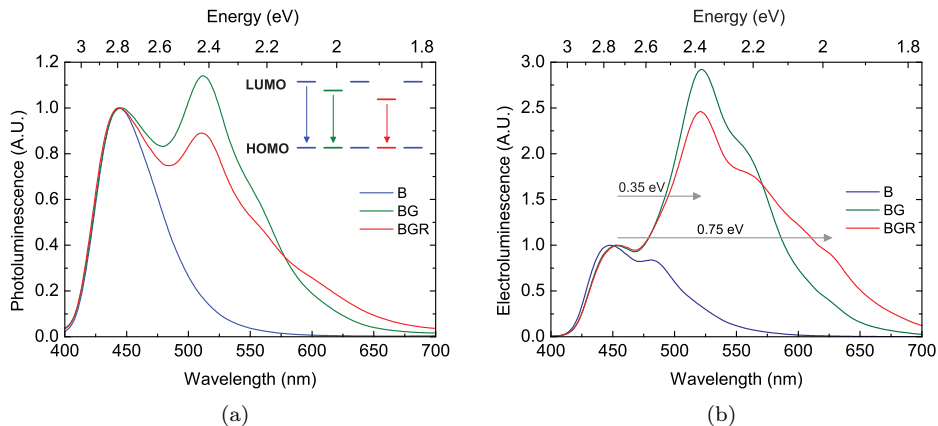 Energy (eV)
3 2.8 2.6 2.4 2.2 2 1.8
1.2
1.0
0.8
0.6
0.4
0.2
0.0
Photoluminescence (A.U.)
LUMO
HOMO
B
BG
BGR
400 450 500 550 600 650 700
Wavelength (nm)
(a)
Energy (eV)
3 2.8 2.6 2.4 2.2 2 1.8
3.0
2.5
2.0
1.5
1.0
0.5
0.0
Electroluminescence (A.U.)
0.35 eV
0.75 eV
B
BG
BGR
400 450 500 550 600 650 700
Wavelength (nm)
(b)